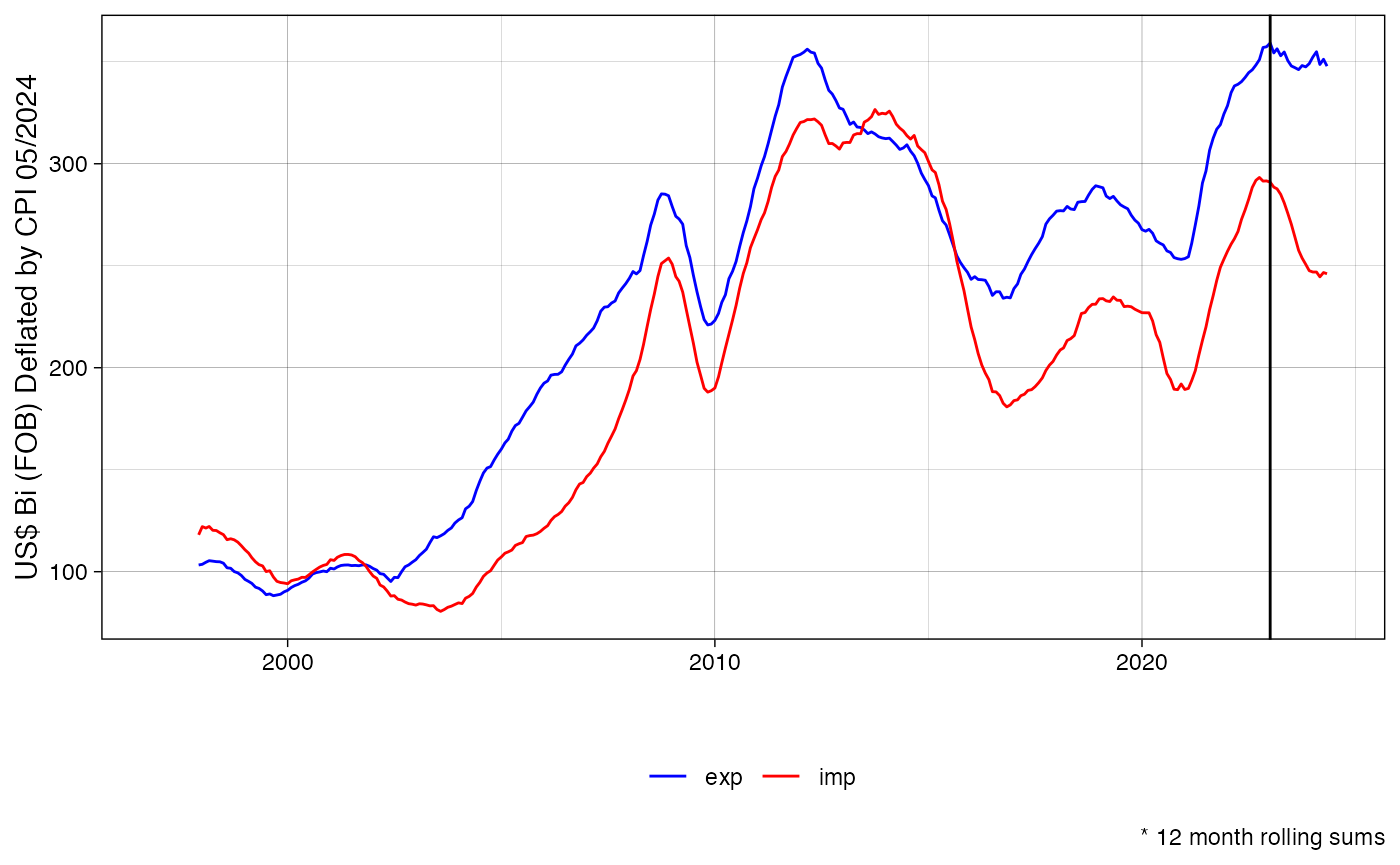 US$ Bi (FOB) Deflated by CPI 05/2024
300
200
100
2000 2010 2020
exp imp
* 12 month rolling sums